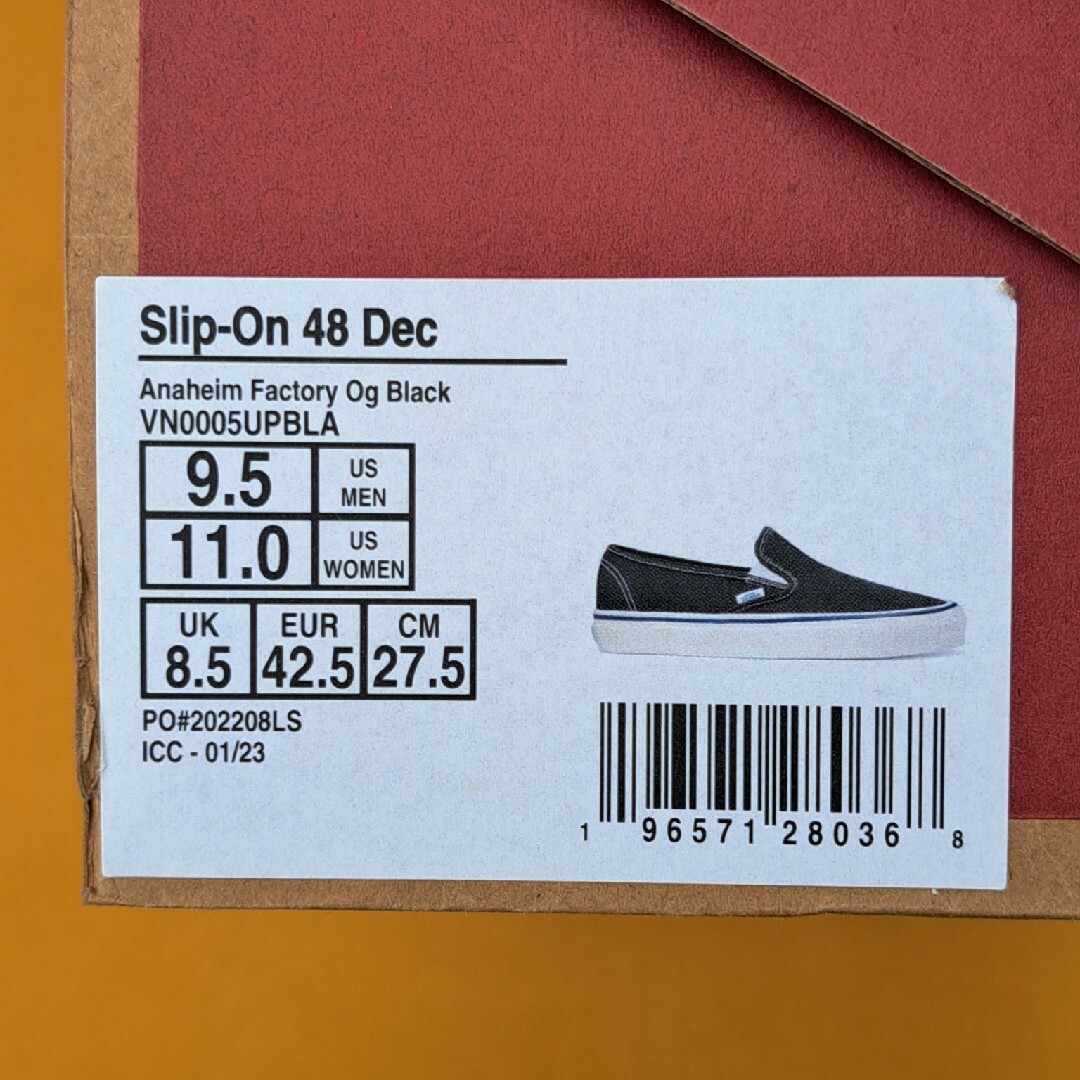 Slip-On 48 Dec
Anaheim Factory Og Black
VN0005UPBLA
9.5 US MEN
11.0 US WOMEN
UK EUR CM
8.5 42.5 27.5
PO#202208LS
ICC - 01/23
1 96571 28036 8